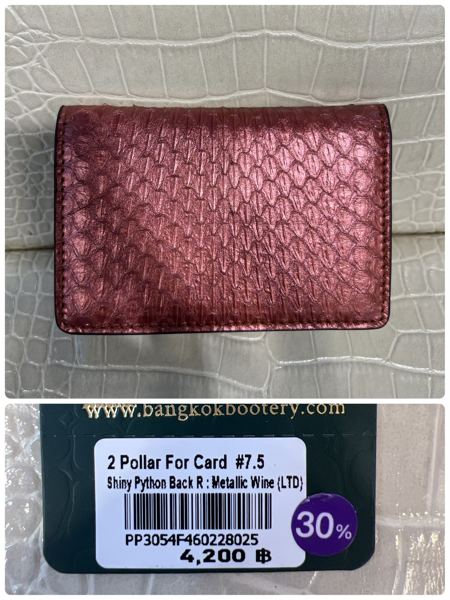 www.bangkokbootery.com
2 Pollar For Card #7.5
Shiny Python Back R : Metallic Wine (LTD)
PP3054F460228025
4,200 ฿
30%